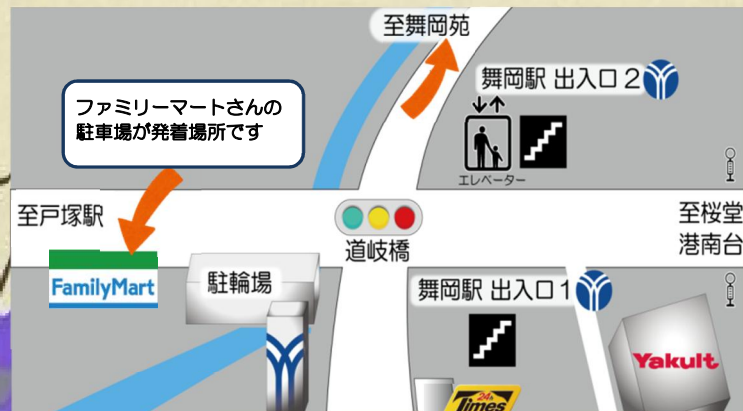 至舞岡苑
舞岡駅 出入口2
ファミリーマートさんの
駐車場が発着場所です
エレベーター
至戸塚駅
至桜堂
港南台
道岐橋
FamilyMart
駐輪場
舞岡駅 出入口1
Yakult
24h
Times